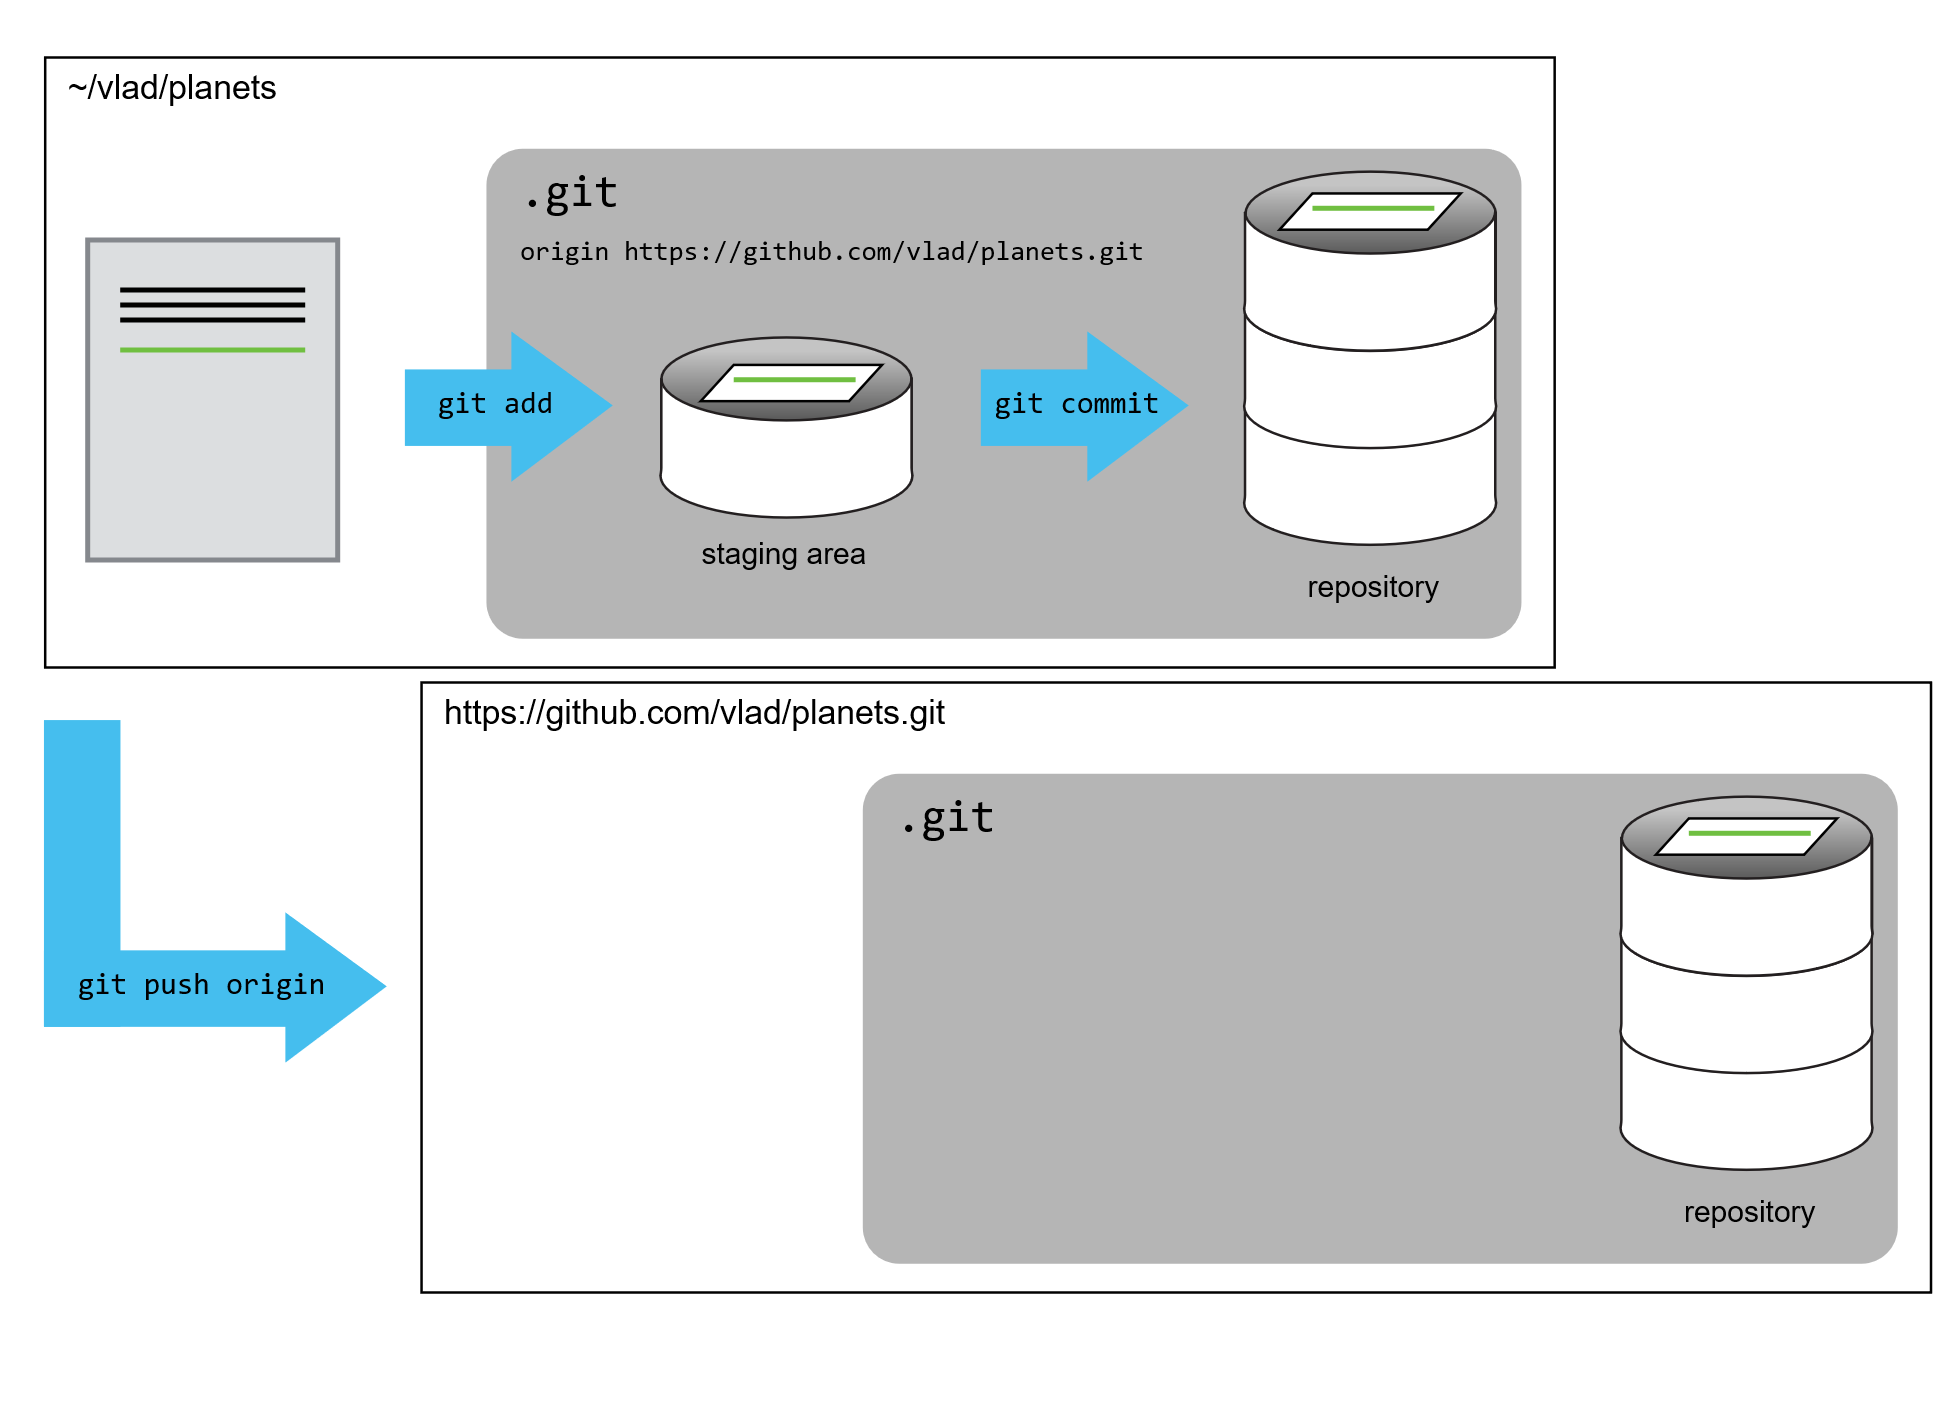 ~/vlad/planets
.git
origin https://github.com/vlad/planets.git
git add
git commit
staging area
repository
https://github.com/vlad/planets.git
.git
git push origin
repository